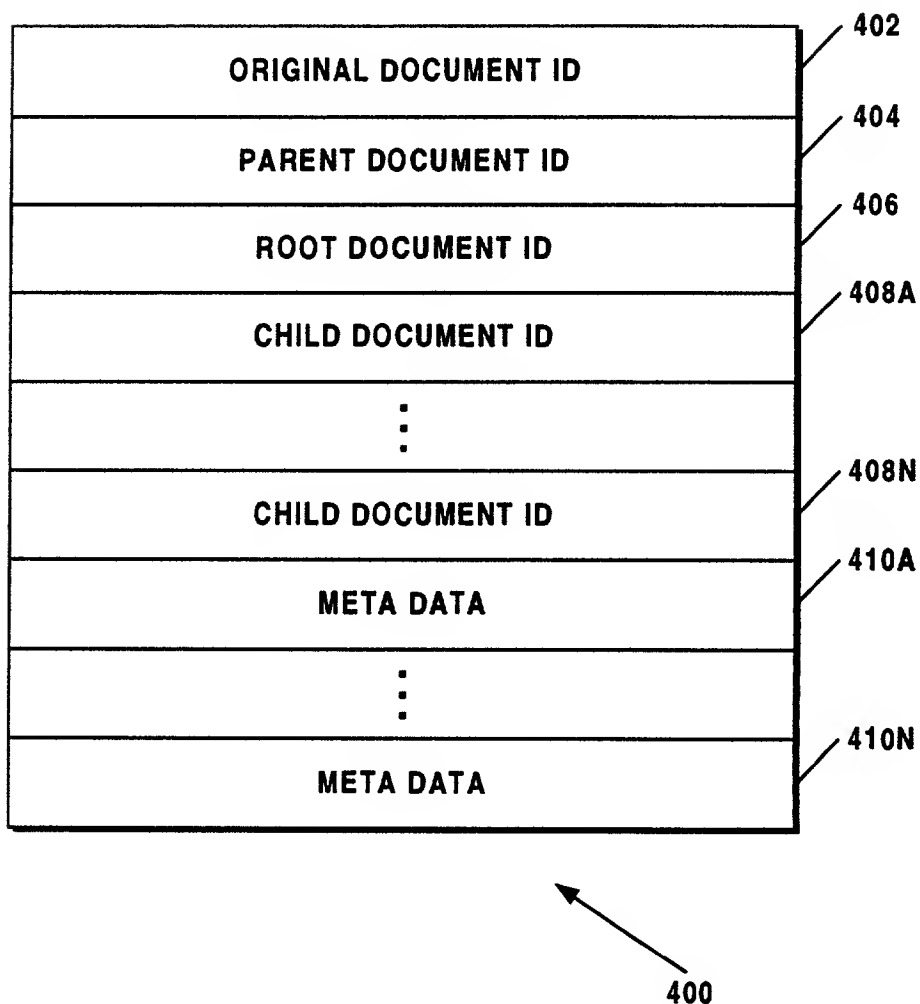 402
ORIGINAL DOCUMENT ID
404
PARENT DOCUMENT ID
406
ROOT DOCUMENT ID
408A
CHILD DOCUMENT ID
408N
CHILD DOCUMENT ID
410A
META DATA
410N
META DATA
400